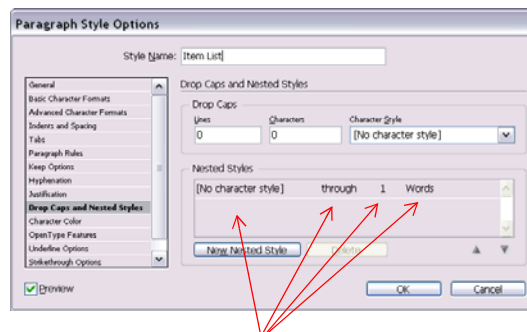 Paragraph Style Options
Style Name: Item List
General
Basic Character Formats
Advanced Character Formats
Indents and Spacing
Tabs
Paragraph Rules
Keep Options
Hyphenation
Justification
Drop Caps and Nested Styles
Character Color
OpenType Features
Underline Options
Strikethrough Options
Drop Caps and Nested Styles
Drop Caps
Lines Characters Character Style
0 0 [No character style]
Nested Styles
[No character style] through 1 Words
New Nested Style Delete
Preview OK Cancel